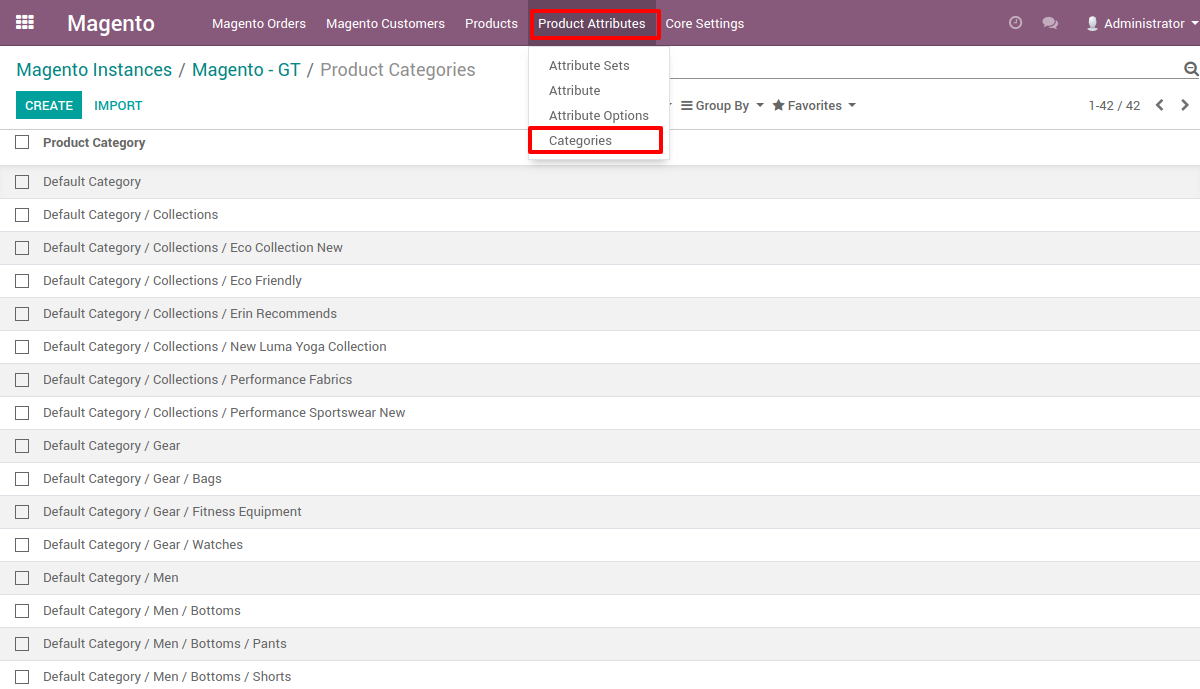 Magento Magento Orders Magento Customers Products Product Attributes Core Settings Administrator
Attribute Sets
Attribute
Attribute Options
Categories
Magento Instances / Magento - GT / Product Categories
CREATE IMPORT Group By Favorites 1-42 / 42
Product Category
Default Category
Default Category / Collections
Default Category / Collections / Eco Collection New
Default Category / Collections / Eco Friendly
Default Category / Collections / Erin Recommends
Default Category / Collections / New Luma Yoga Collection
Default Category / Collections / Performance Fabrics
Default Category / Collections / Performance Sportswear New
Default Category / Gear
Default Category / Gear / Bags
Default Category / Gear / Fitness Equipment
Default Category / Gear / Watches
Default Category / Men
Default Category / Men / Bottoms
Default Category / Men / Bottoms / Pants
Default Category / Men / Bottoms / Shorts